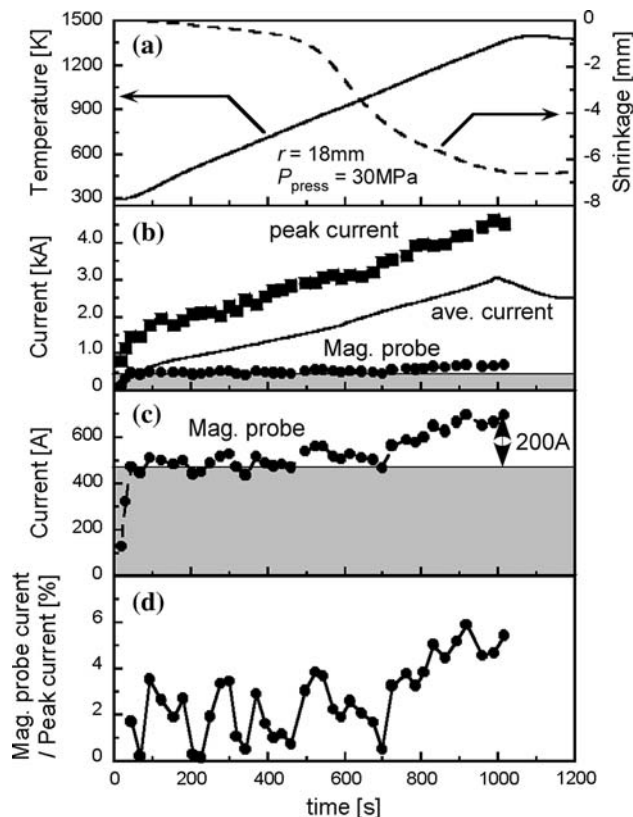 1500
1200
900
600
300
Temperature [K]
(a)
r = 18mm
Ppress = 30MPa
0
-2
-4
-6
-8
Shrinkage [mm]
4.0
3.0
2.0
1.0
0
Current [kA]
(b)
peak current
ave. current
Mag. probe
600
400
200
0
Current [A]
(c)
Mag. probe
200A
6
4
2
0
Mag. probe curent
/ Peak current [%]
(d)
0 200 400 600 800 1000 1200
time [s]